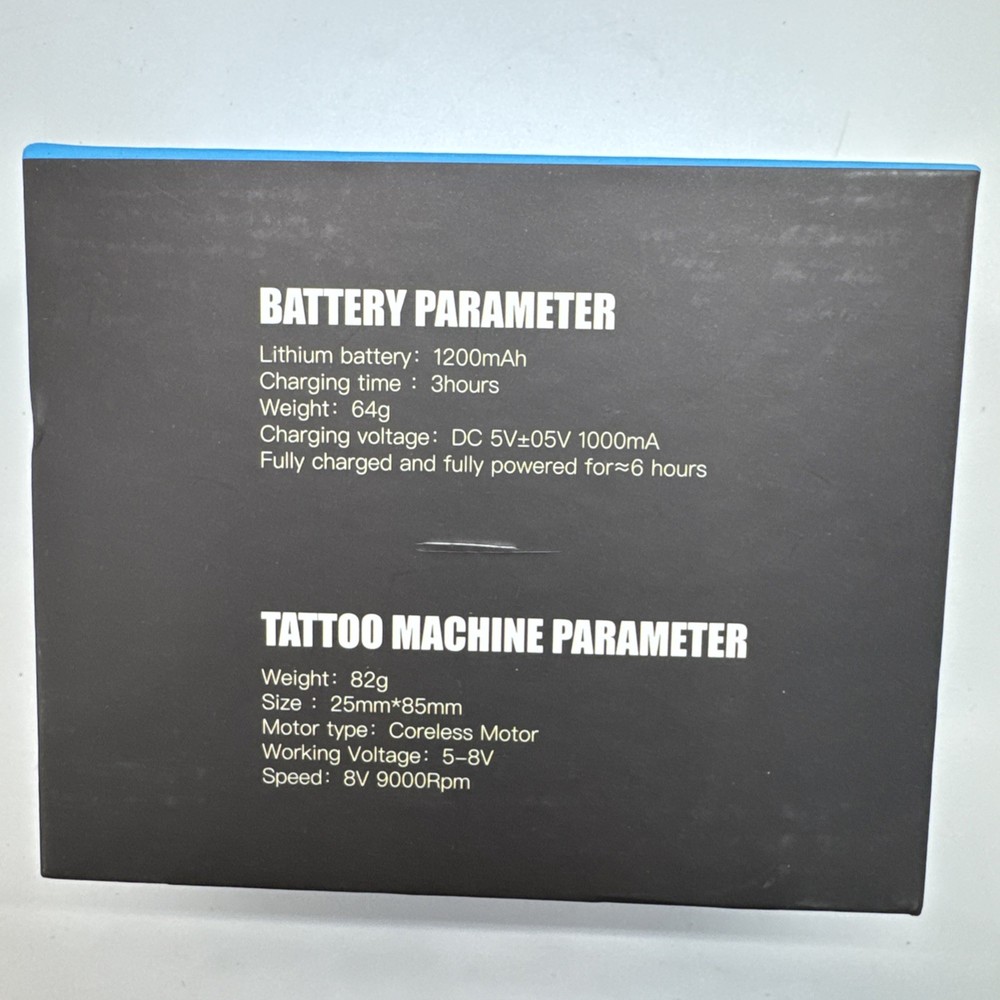 BATTERY PARAMETER
Lithium battery: 1200mAh
Charging time : 3hours
Weight: 64g
Charging voltage: DC 5V±05V 1000mA
Fully charged and fully powered for≈6 hours
TATTOO MACHINE PARAMETER
Weight: 82g
Size : 25mm*85mm
Motor type: Coreless Motor
Working Voltage: 5-8V
Speed: 8V 9000Rpm